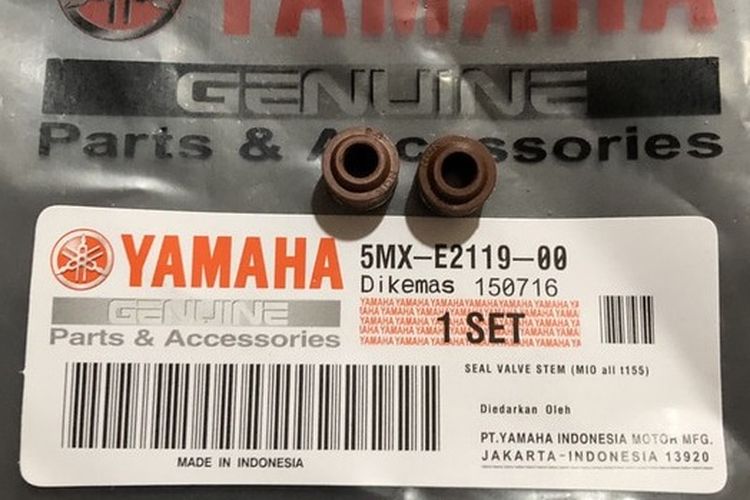 YAMAHA
GENUINE
Parts & Accessories
YAMAHA
5MX-E2119-00
GENUINE
Dikemas 150716
Parts & Accessories
1 SET
SEAL VALVE STEM (MIO all t155)
Diedarkan Oleh
PT.YAMAHA INDONESIA MOTOR MFG.
JAKARTA-INDONESIA 13920
MADE IN INDONESIA